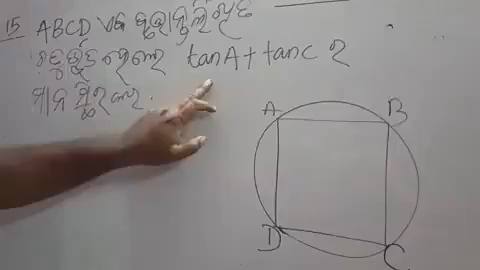 15 ABCD ଏକ ବୃତ୍ତାନ୍ତର୍ଲିଖିତ
ଚତୁର୍ଭୁଜ ହେଲେ tanA + tanC ର
ମାନ ସ୍ଥିର କର.
A
B
D
C